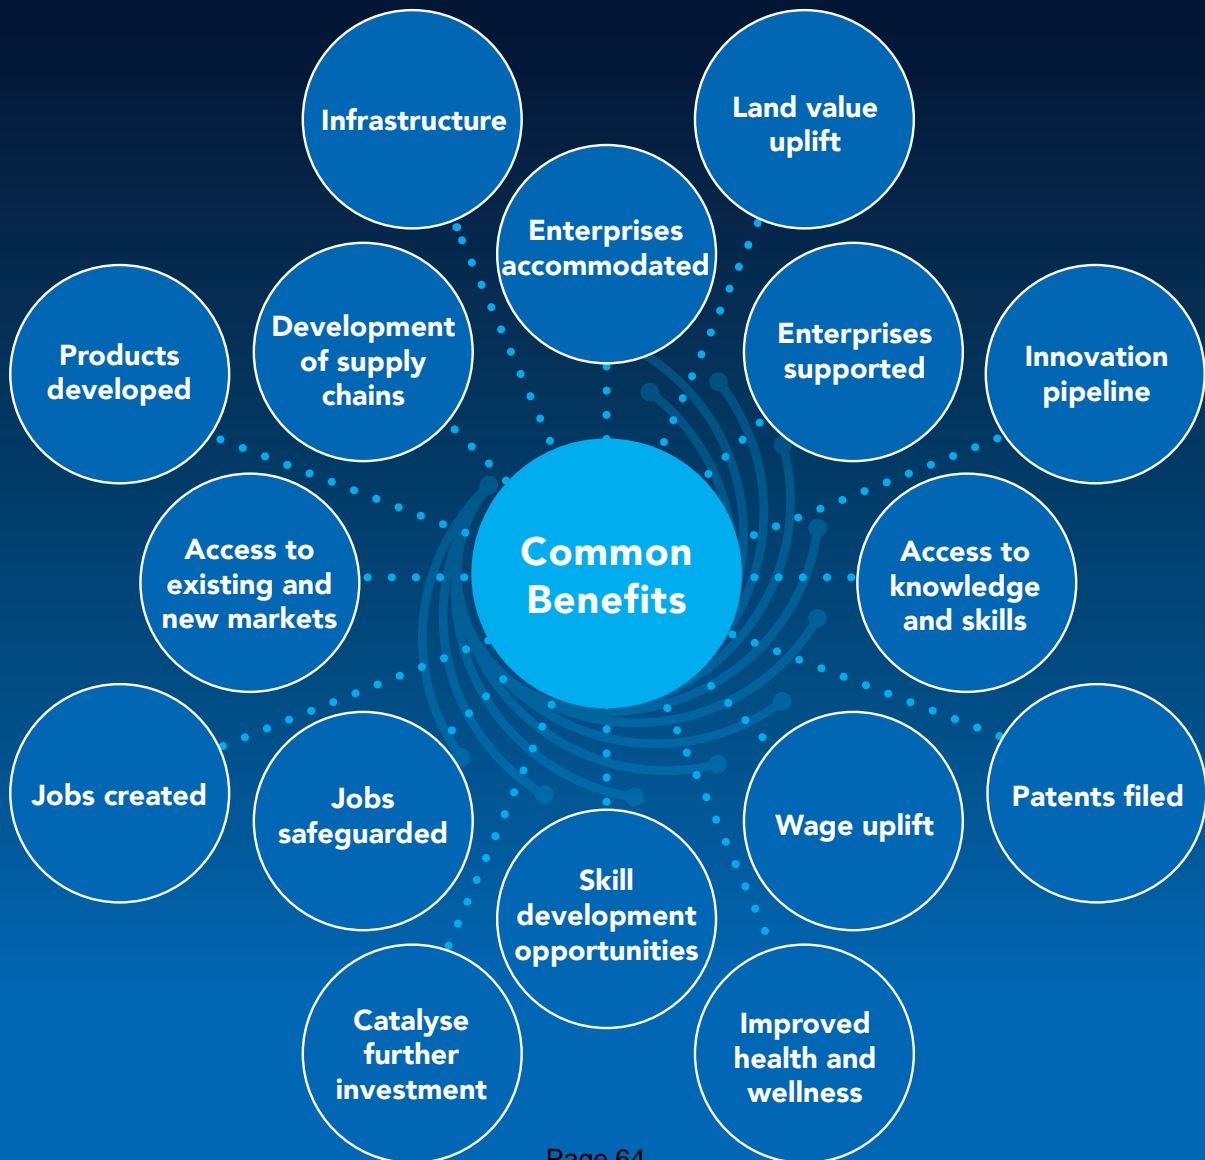 Infrastructure
Land value
uplift
Enterprises
accommodated
Development
of supply
chains
Enterprises
supported
Products
developed
Innovation
pipeline
Common
Benefits
Access to
existing and
new markets
Access to
knowledge
and skills
Jobs created
Jobs
safeguarded
Wage uplift
Patents filed
Skill
development
opportunities
Catalyse
further
investment
Improved
health and
wellness
Page 64